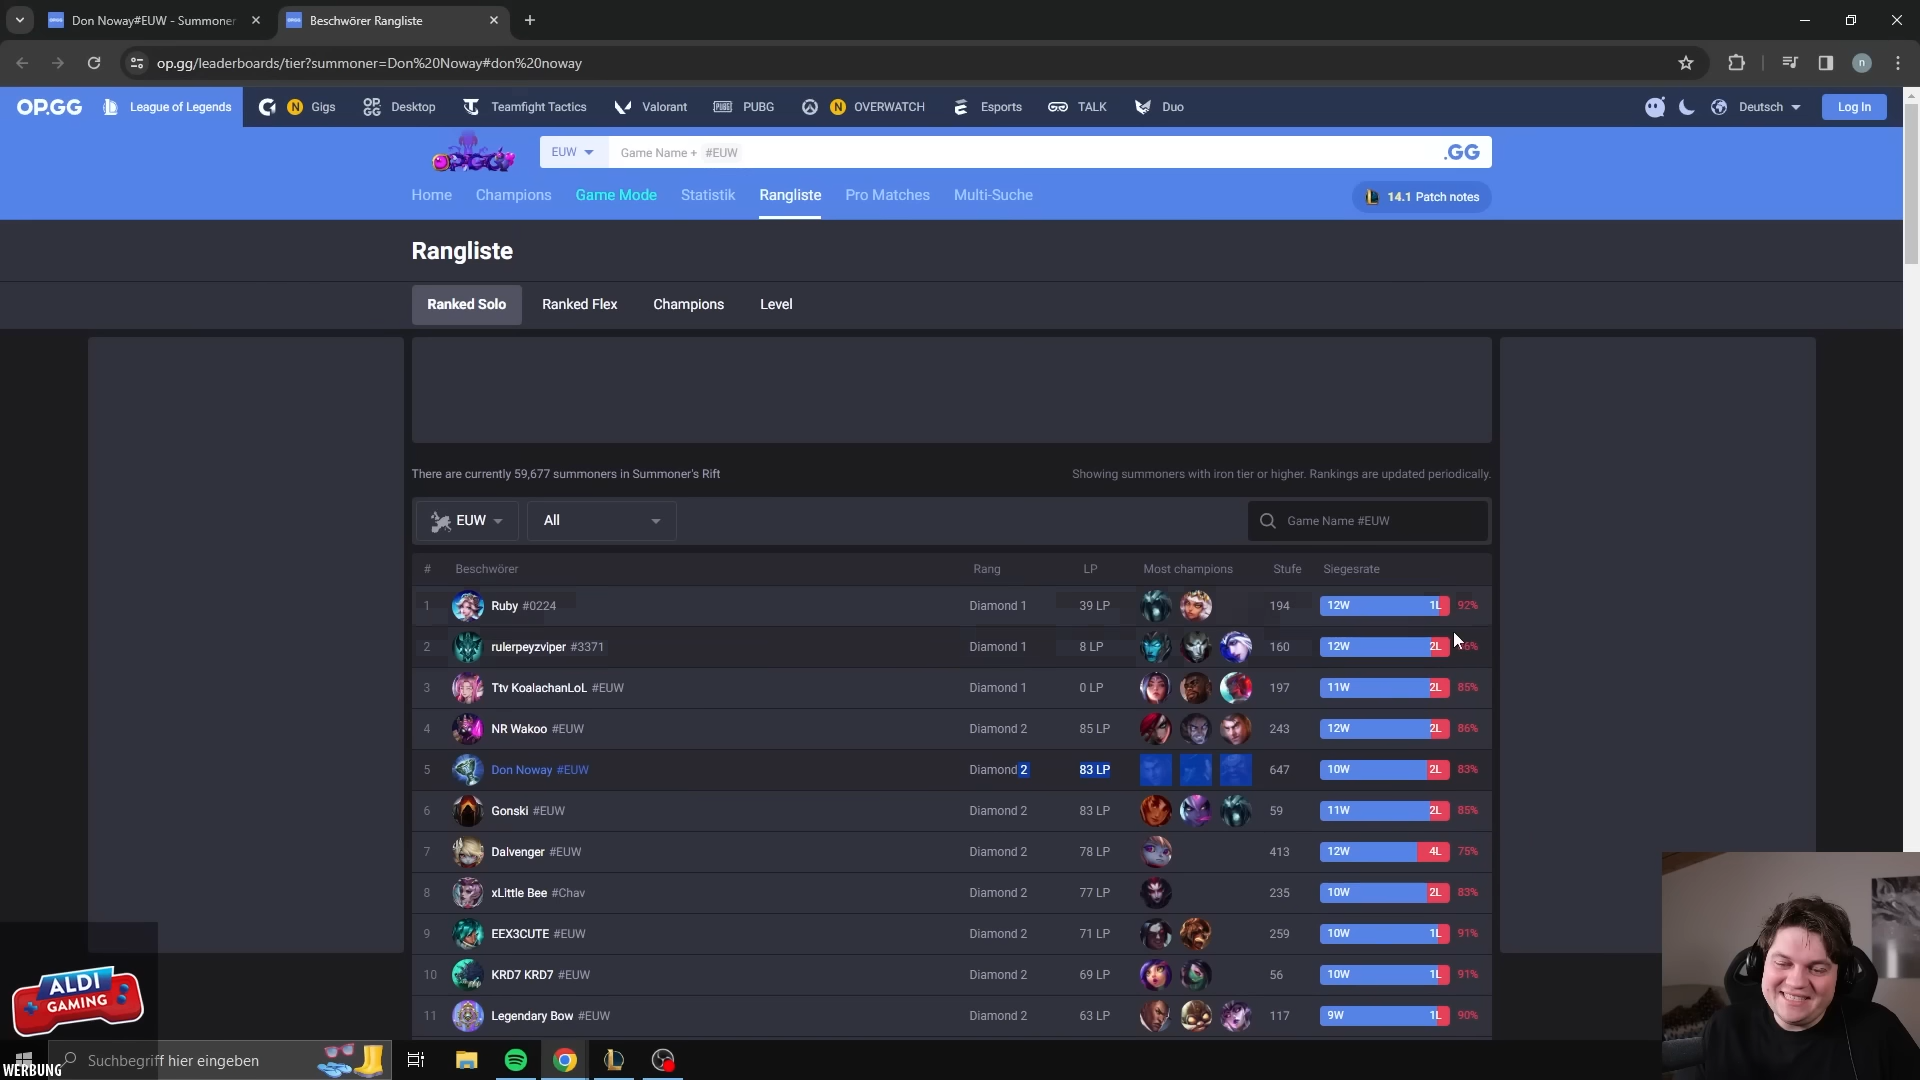 Don Noway#EUW - Summoner
Beschwörer Rangliste
op.gg/leaderboards/tier?summoner=Don%20Noway#don%20noway
n
OP.GG
League of Legends
N Gigs
OP.GG Desktop
Teamfight Tactics
Valorant
PUBG PUBG
N OVERWATCH
Esports
TALK
Duo
Deutsch
Log In
OP.GG
EUW
Game Name + #EUW
.GG
Home
Champions
Game Mode
Statistik
Rangliste
Pro Matches
Multi-Suche
14.1 Patch notes
Rangliste
Ranked Solo
Ranked Flex
Champions
Level
There are currently 59,677 summoners in Summoner's Rift
Showing summoners with iron tier or higher. Rankings are updated periodically.
EUW
All
Game Name #EUW
# Beschwörer Rang LP Most champions Stufe Siegesrate
1 Ruby #0224 Diamond 1 39 LP 194 12W 1L 92%
2 rulerpeyzviper #3371 Diamond 1 8 LP 160 12W 2L
3 Ttv KoalachanLoL #EUW Diamond 1 0 LP 197 11W 2L 85%
4 NR Wakoo #EUW Diamond 2 85 LP 243 12W 2L 86%
5 Don Noway #EUW Diamond 2 83 LP 647 10W 2L 83%
6 Gonski #EUW Diamond 2 83 LP 59 11W 2L 85%
7 Dalvenger #EUW Diamond 2 78 LP 413 12W 4L 75%
8 xLittle Bee #Chav Diamond 2 77 LP 235 10W 2L 83%
9 EEX3CUTE #EUW Diamond 2 71 LP 259 10W 1L 91%
10 KRD7 KRD7 #EUW Diamond 2 69 LP 56 10W 1L 91%
11 Legendary Bow #EUW Diamond 2 63 LP 117 9W 1L 90%
ALDI
GAMING
WERBUNG
Suchbegriff hier eingeben